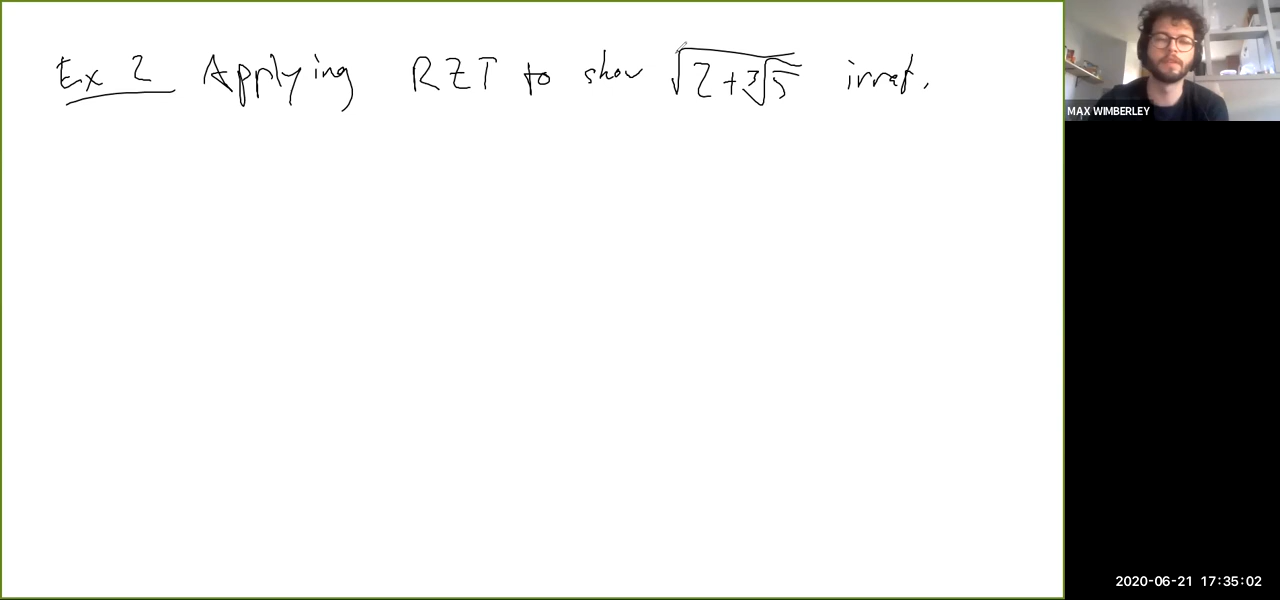 Ex 2 Applying RZT to show √(2+∛5) irrat.
MAX WIMBERLEY
2020-06-21 17:35:02